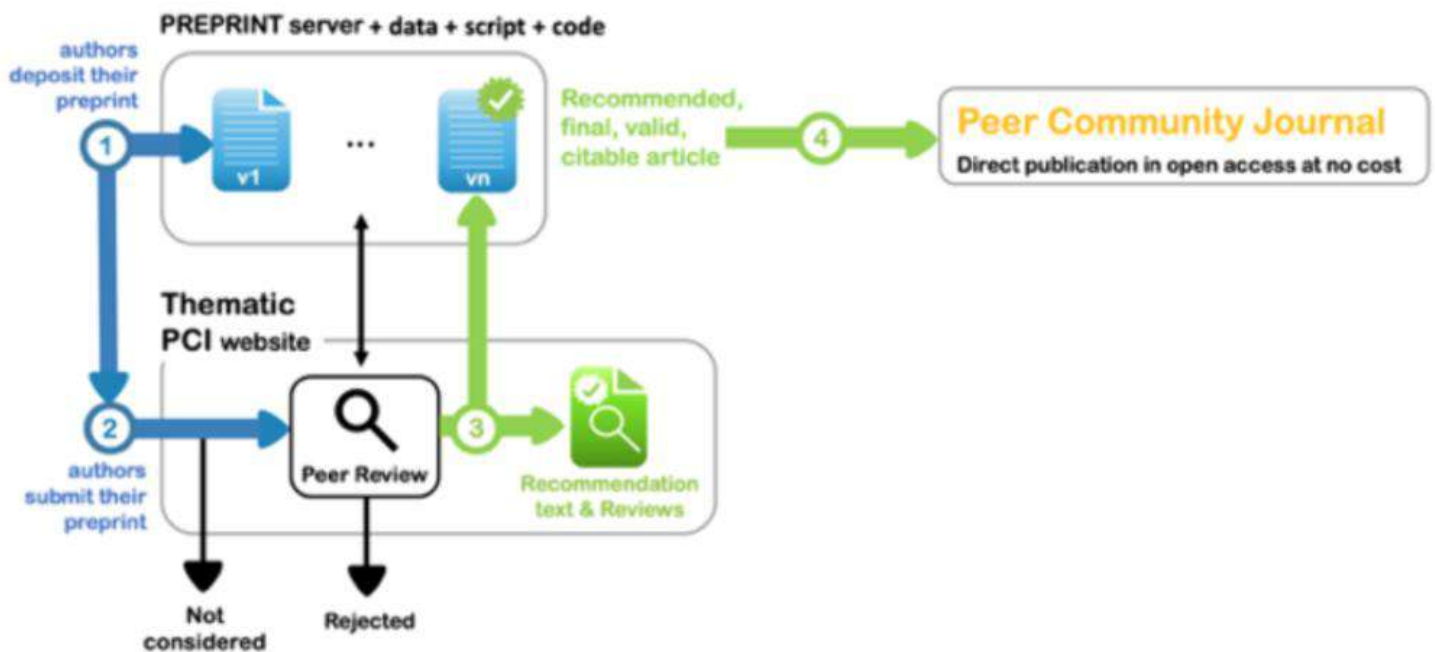 PREPRINT server + data + script + code
authors
deposit their
preprint
1
v1
...
vn
Recommended,
final, valid,
citable article
4
Peer Community Journal
Direct publication in open access at no cost
Thematic
PCI website
2
authors
submit their
preprint
Peer Review
3
Recommendation
text & Reviews
Not
considered
Rejected